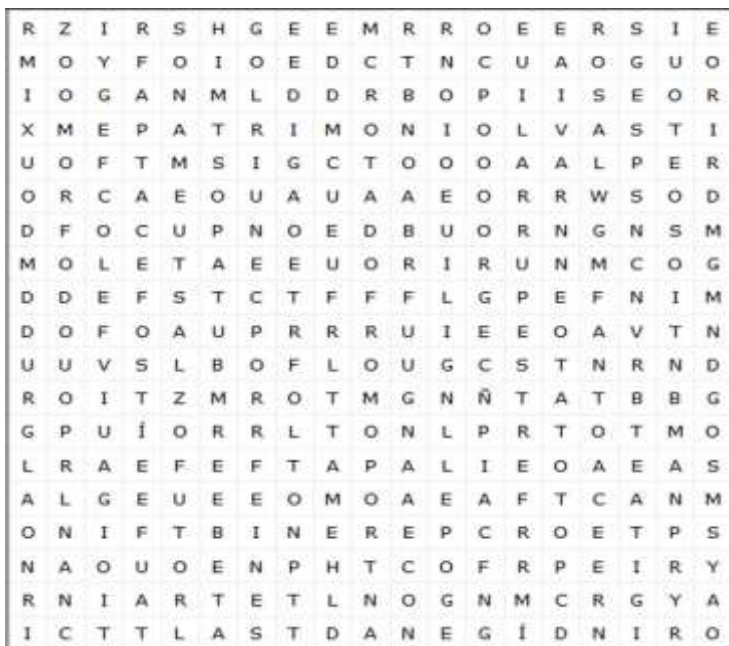 R Z I R S H G E E M R R O E E R S I E
M O Y F O I O E D C T N C U A O G U O
I O G A N M L D D R B O P I I S E O R
X M E P A T R I M O N I O L V A S T I
U O F T M S I G C T O O O A A L P E R
O R C A E O U A U A A E O R R W S O D
D F O C U P N O E D B U O R N G N S M
M O L E T A E E U O R I R U N M C O G
D D E F S T C T F F F L G P E F N I M
D O F O A U P R R R U I E E O A V T N
U U V S L B O F L O U G C S T N R N D
R O I T Z M R O T M G N Ñ T A T B B G
G P U Í O R R L T O N L P R T O T M O
L R A E F E F T A P A L I E O A E A S
A L G E U E E O M O A E A F T C A N M
O N I F T B I N E R E P C R O E T P S
N A O U O E N P H T C O F R P E I R Y
R N I A R T E T L N O G N M C R G Y A
I C T T L A S T D A N E G Í D N I R O